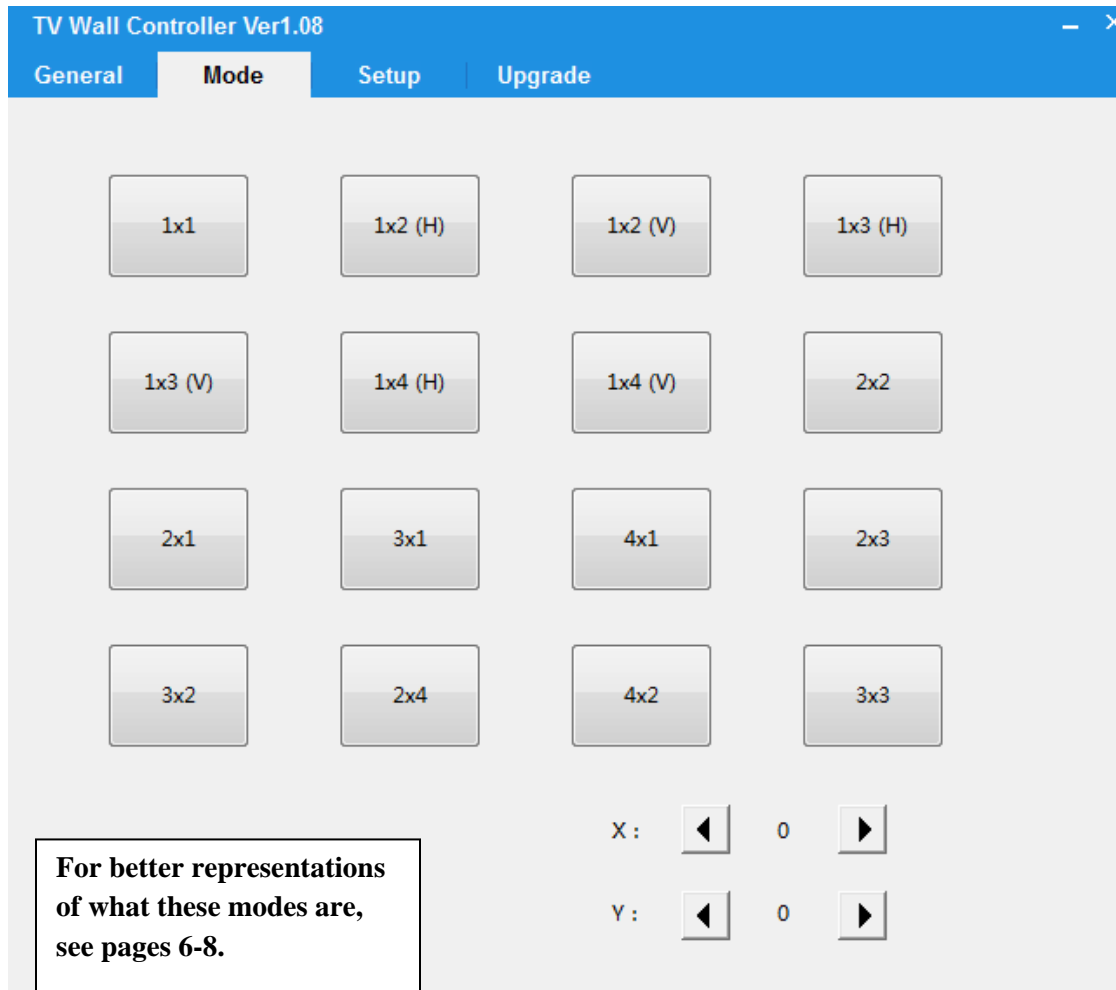 TV Wall Controller Ver1.08
General Mode Setup Upgrade
1x1 1x2 (H) 1x2 (V) 1x3 (H)
1x3 (V) 1x4 (H) 1x4 (V) 2x2
2x1 3x1 4x1 2x3
3x2 2x4 4x2 3x3
X : 0
Y : 0
For better representations
of what these modes are,
see pages 6-8.